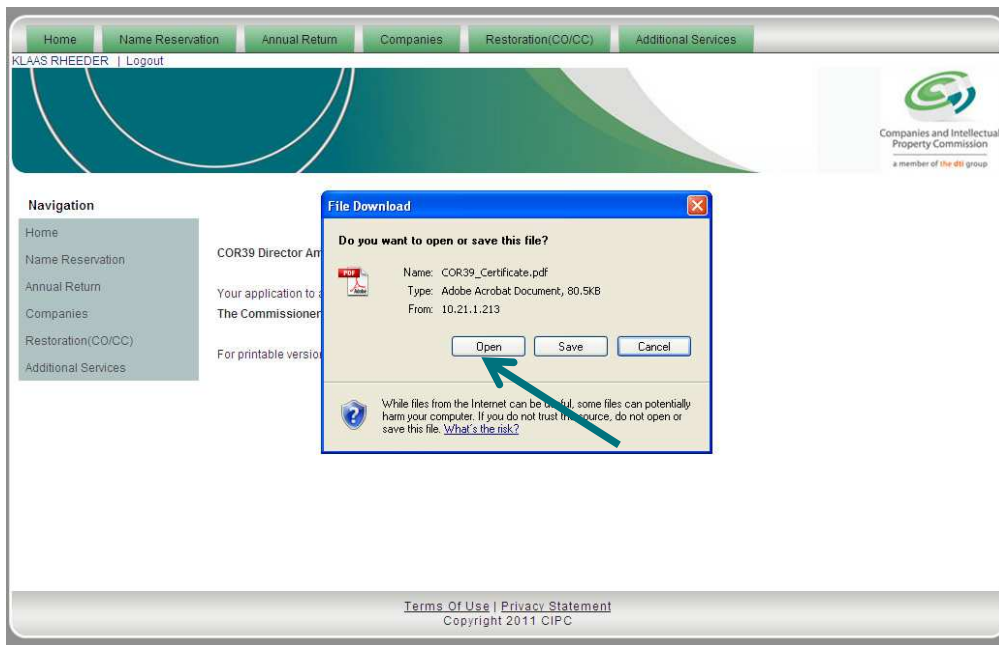 Home Name Reservation Annual Return Companies Restoration(CO/CC) Additional Services
KLAAS RHEEDER | Logout
Companies and Intellectual
Property Commission
a member of the dti group
Navigation
Home
Name Reservation
Annual Return
Companies
Restoration(CO/CC)
Additional Services
COR39 Director
Your application to
The Commissioner
For printable
File Download
Do you want to open or save this file?
PDF
Adobe
Name: COR39_Certificate.pdf
Type: Adobe Acrobat Document, 80.5KB
From: 10.21.1.213
Open Save Cancel
While files from the Internet can be useful, some files can potentially
harm your computer. If you do not trust the source, do not open or
save this file. What's the risk?
Terms Of Use | Privacy Statement
Copyright 2011 CIPC